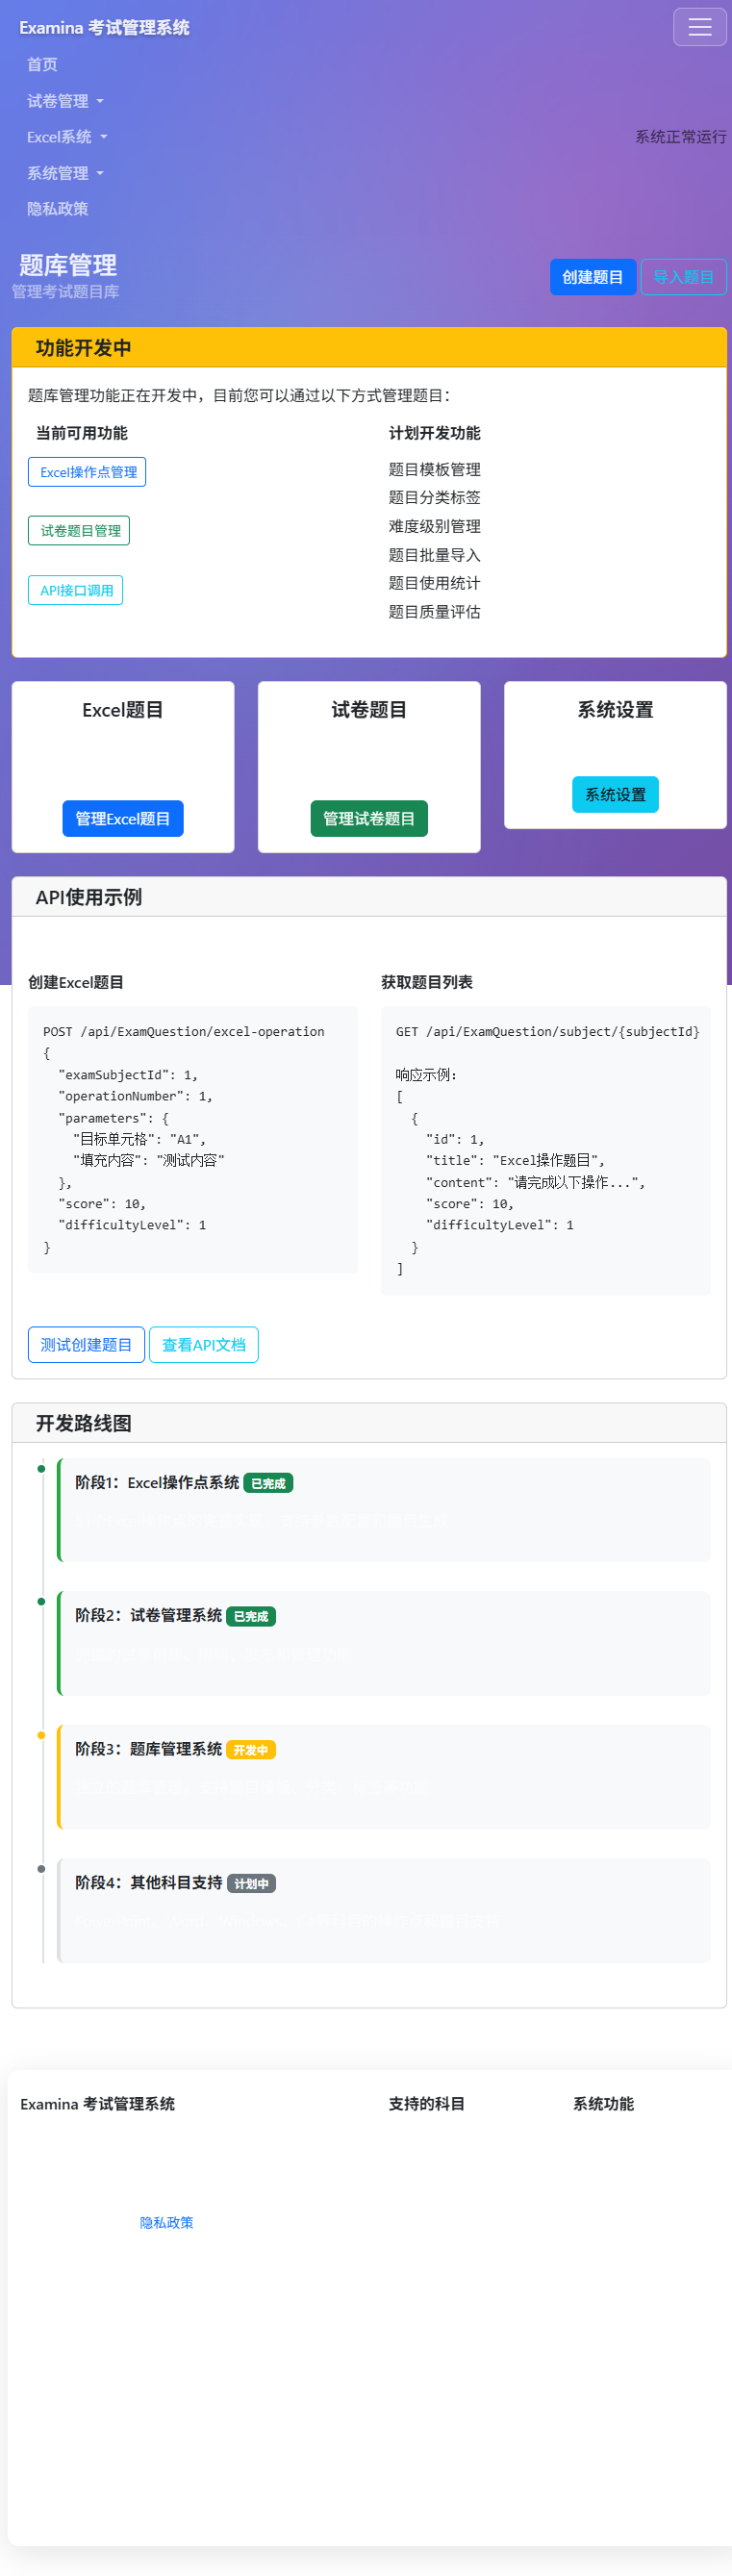 Examina 考试管理系统
首页
试卷管理
Excel系统
系统正常运行
系统管理
隐私政策
题库管理
管理考试题目库
创建题目
导入题目
功能开发中
题库管理功能正在开发中，目前您可以通过以下方式管理题目：
当前可用功能
Excel操作点管理
试卷题目管理
API接口调用
计划开发功能
题目模板管理
题目分类标签
难度级别管理
题目批量导入
题目使用统计
题目质量评估
Excel题目
管理Excel题目
试卷题目
管理试卷题目
系统设置
系统设置
API使用示例
创建Excel题目
POST /api/ExamQuestion/excel-operation
{
  "examSubjectId": 1,
  "operationNumber": 1,
  "parameters": {
    "目标单元格": "A1",
    "填充内容": "测试内容"
  },
  "score": 10,
  "difficultyLevel": 1
}
获取题目列表
GET /api/ExamQuestion/subject/{subjectId}
响应示例：
[
  {
    "id": 1,
    "title": "Excel操作题目",
    "content": "请完成以下操作...",
    "score": 10,
    "difficultyLevel": 1
  }
]
测试创建题目
查看API文档
开发路线图
阶段1：Excel操作点系统 已完成
阶段2：试卷管理系统 已完成
阶段3：题库管理系统 开发中
阶段4：其他科目支持 计划中
Examina 考试管理系统
隐私政策
支持的科目
系统功能